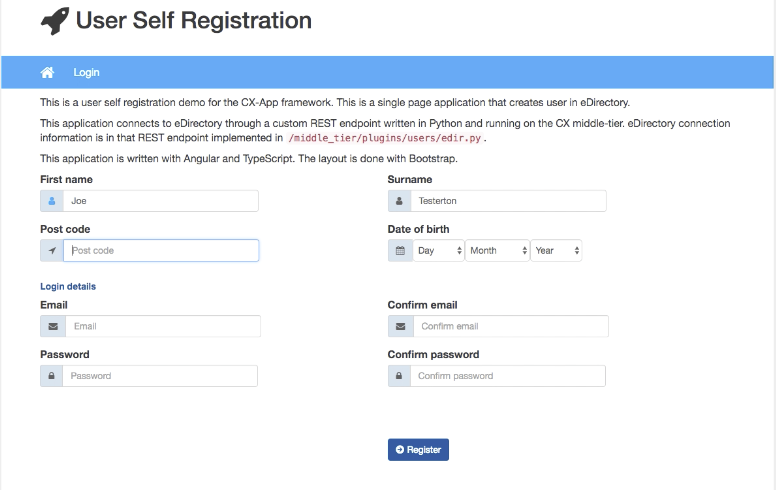 User Self Registration
Login
This is a user self registration demo for the CX-App framework. This is a single page application that creates user in eDirectory.
This application connects to eDirectory through a custom REST endpoint written in Python and running on the CX middle-tier. eDirectory connection
information is in that REST endpoint implemented in /middle_tier/plugins/users/edir.py.
This application is written with Angular and TypeScript. The layout is done with Bootstrap.
First name Surname
Joe Testerton
Post code Date of birth
Post code Day Month Year
Login details
Email Confirm email
Email Confirm email
Password Confirm password
Password Confirm password
Register